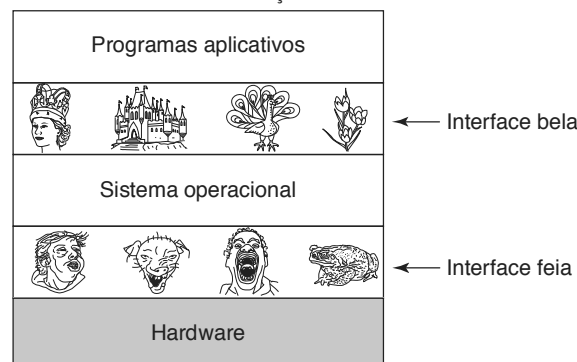 Programas aplicativos
Interface bela
Sistema operacional
Interface feia
Hardware